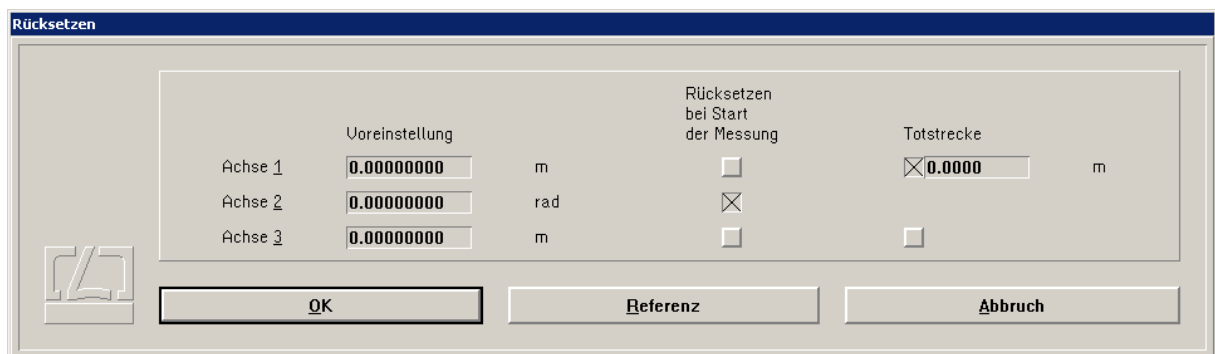 Rücksetzen
Rücksetzen
bei Start
Voreinstellung der Messung Totstrecke
Achse 1 0.00000000 m 0.0000 m
Achse 2 0.00000000 rad
Achse 3 0.00000000 m
OK Referenz Abbruch